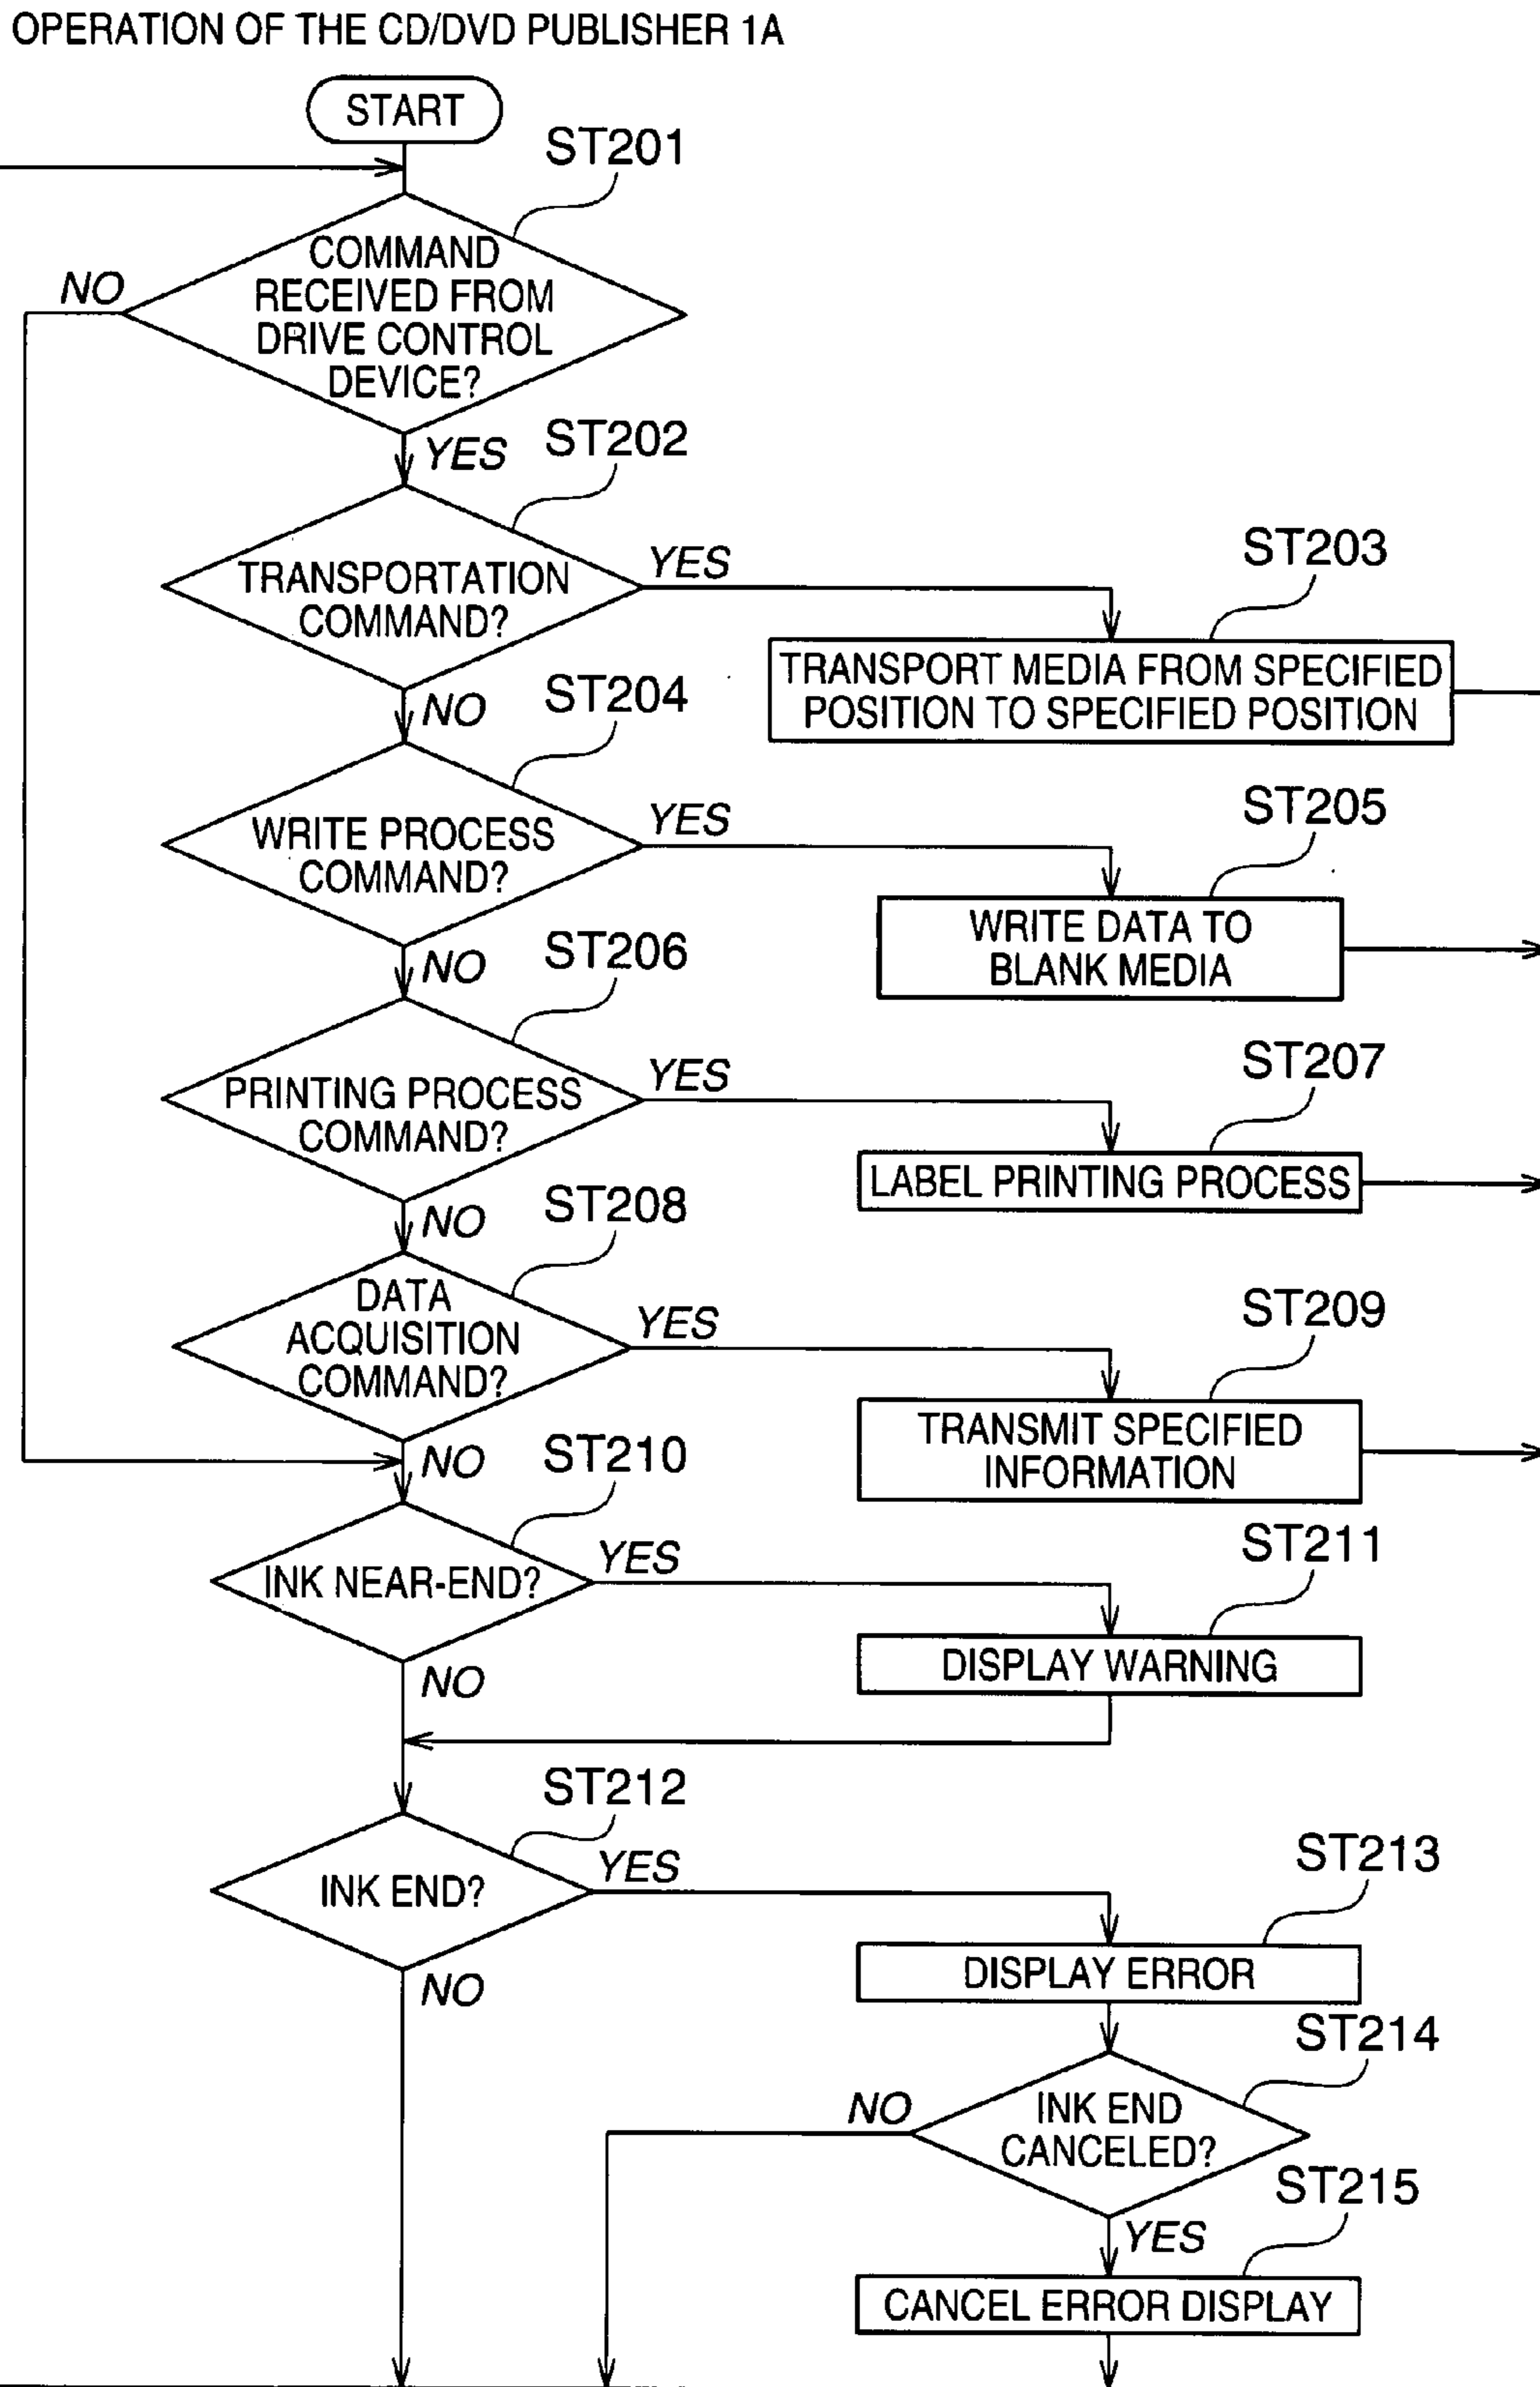 OPERATION OF THE CD/DVD PUBLISHER 1A
START
ST201
COMMAND
RECEIVED FROM
DRIVE CONTROL
DEVICE?
NO
YES
ST202
TRANSPORTATION
COMMAND?
YES
ST203
TRANSPORT MEDIA FROM SPECIFIED
POSITION TO SPECIFIED POSITION
NO
ST204
WRITE PROCESS
COMMAND?
YES
ST205
WRITE DATA TO
BLANK MEDIA
NO
ST206
PRINTING PROCESS
COMMAND?
YES
ST207
LABEL PRINTING PROCESS
NO
ST208
DATA
ACQUISITION
COMMAND?
YES
ST209
TRANSMIT SPECIFIED
INFORMATION
NO
ST210
INK NEAR-END?
YES
ST211
DISPLAY WARNING
NO
ST212
INK END?
YES
ST213
DISPLAY ERROR
NO
ST214
INK END
CANCELED?
NO
YES
ST215
CANCEL ERROR DISPLAY